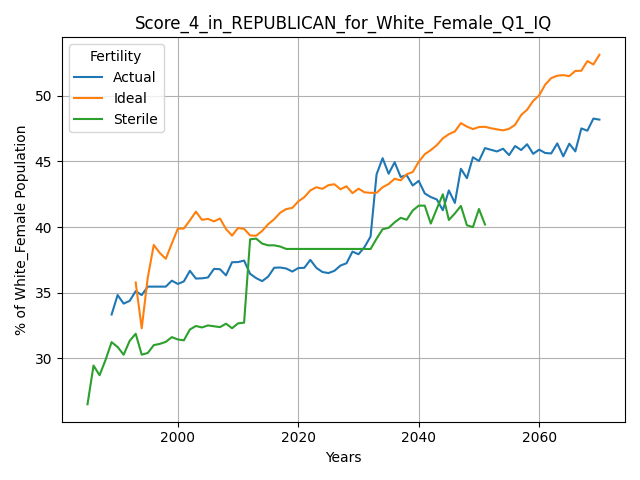 Score_4_in_REPUBLICAN_for_White_Female_Q1_IQ
Fertility
Actual
Ideal
Sterile
% of White_Female Population
50
45
40
35
30
2000
2020
2040
2060
Years